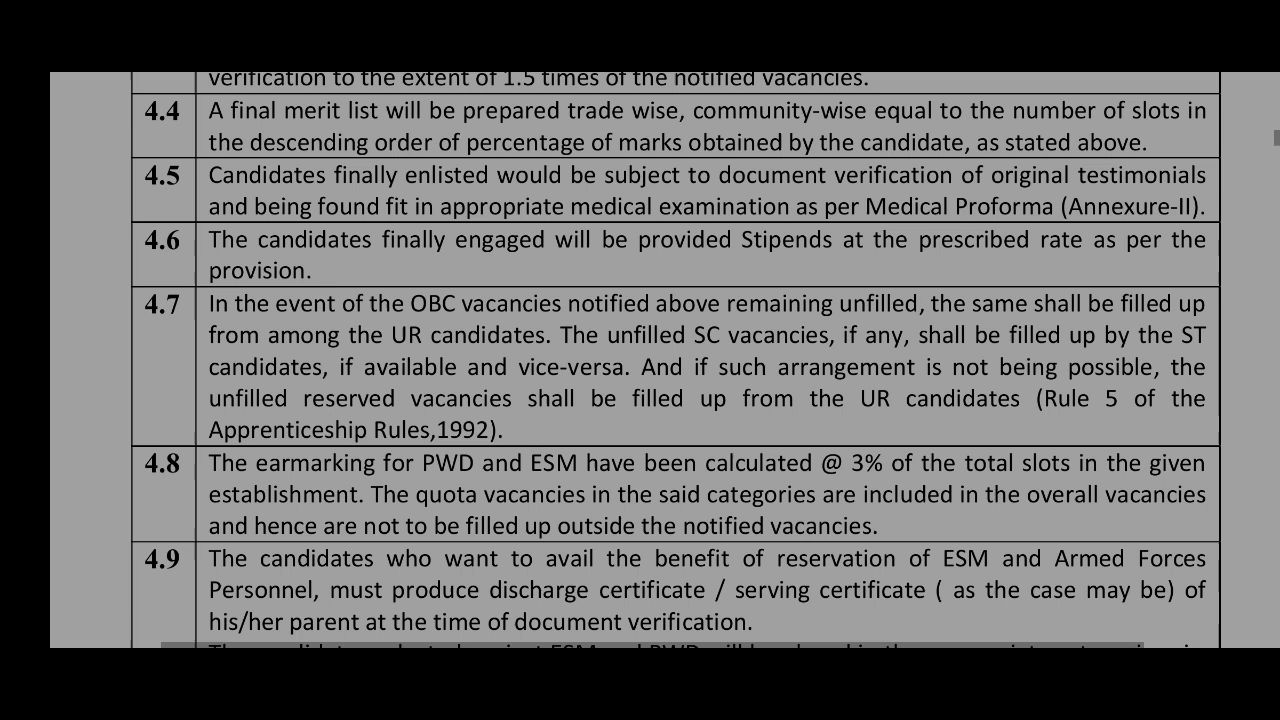 verification to the extent of 1.5 times of the notified vacancies.
4.4 A final merit list will be prepared trade wise, community-wise equal to the number of slots in
the descending order of percentage of marks obtained by the candidate, as stated above.
4.5 Candidates finally enlisted would be subject to document verification of original testimonials
and being found fit in appropriate medical examination as per Medical Proforma (Annexure-II).
4.6 The candidates finally engaged will be provided Stipends at the prescribed rate as per the
provision.
4.7 In the event of the OBC vacancies notified above remaining unfilled, the same shall be filled up
from among the UR candidates. The unfilled SC vacancies, if any, shall be filled up by the ST
candidates, if available and vice-versa. And if such arrangement is not being possible, the
unfilled reserved vacancies shall be filled up from the UR candidates (Rule 5 of the
Apprenticeship Rules,1992).
4.8 The earmarking for PWD and ESM have been calculated @ 3% of the total slots in the given
establishment. The quota vacancies in the said categories are included in the overall vacancies
and hence are not to be filled up outside the notified vacancies.
4.9 The candidates who want to avail the benefit of reservation of ESM and Armed Forces
Personnel, must produce discharge certificate / serving certificate ( as the case may be) of
his/her parent at the time of document verification.